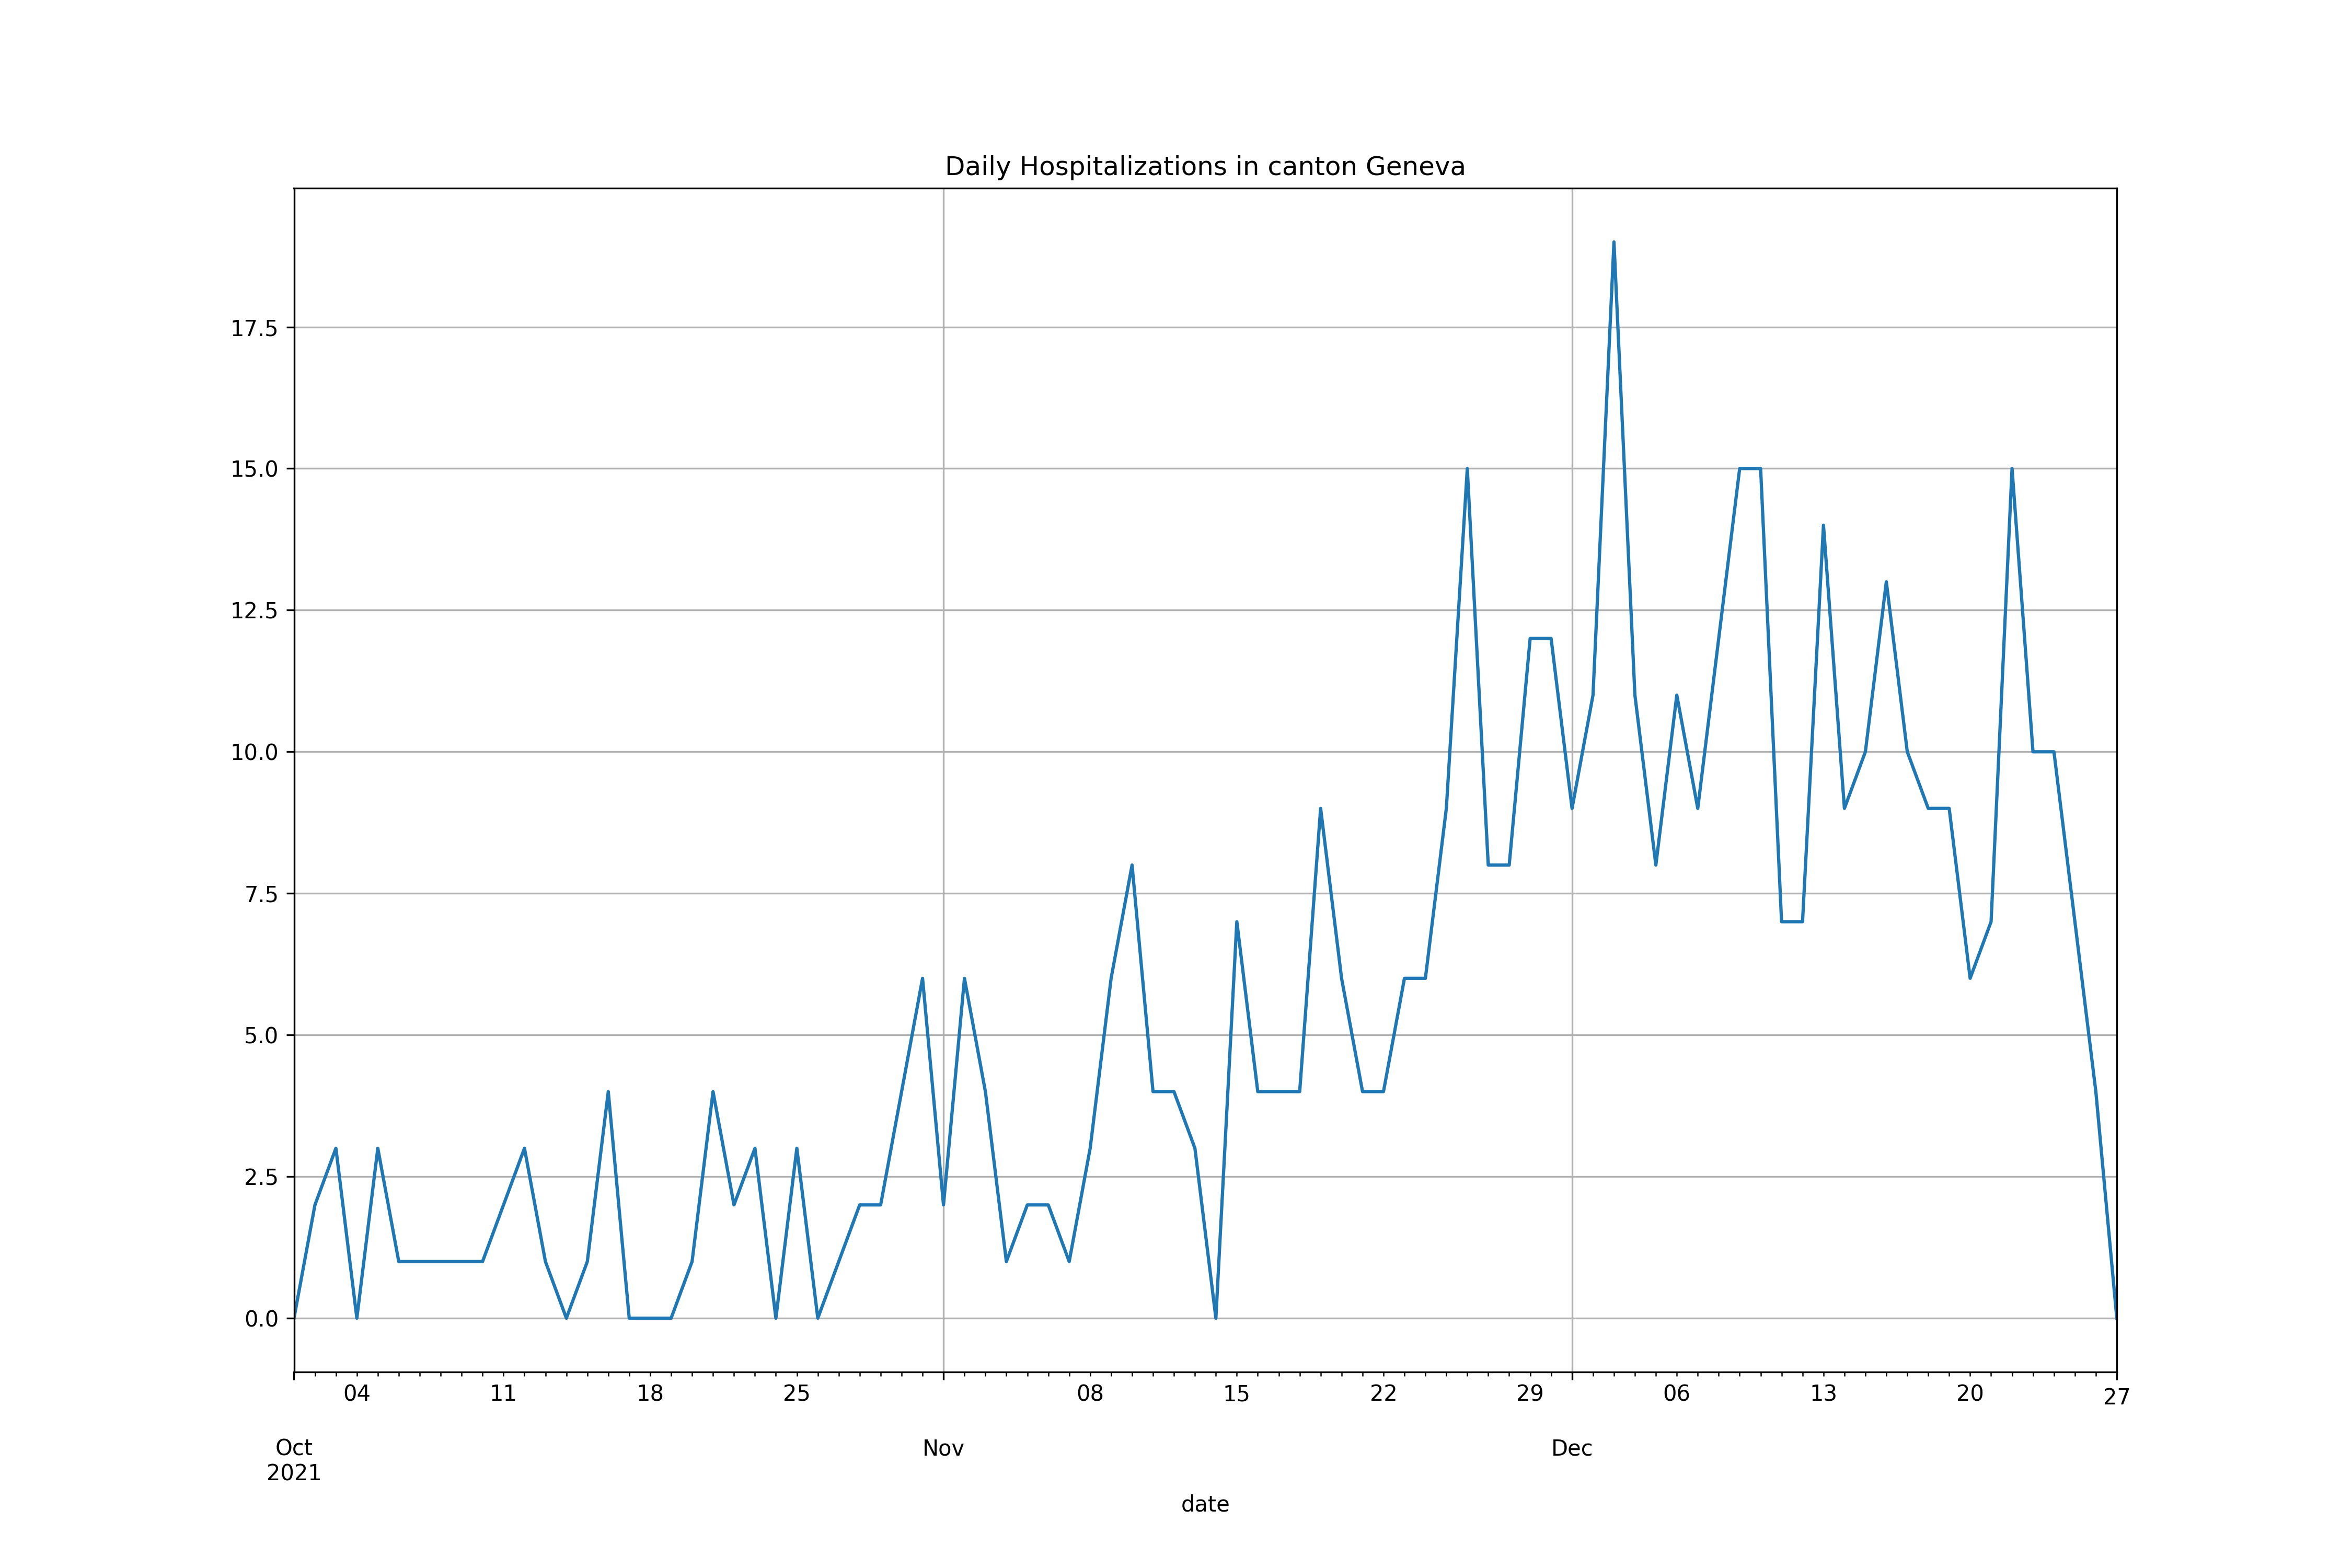 Daily Hospitalizations in canton Geneva
17.5
15.0
12.5
10.0
7.5
5.0
2.5
0.0
04 11 18 25 08 15 22 29 06 13 20 27
Oct Nov Dec
2021
date